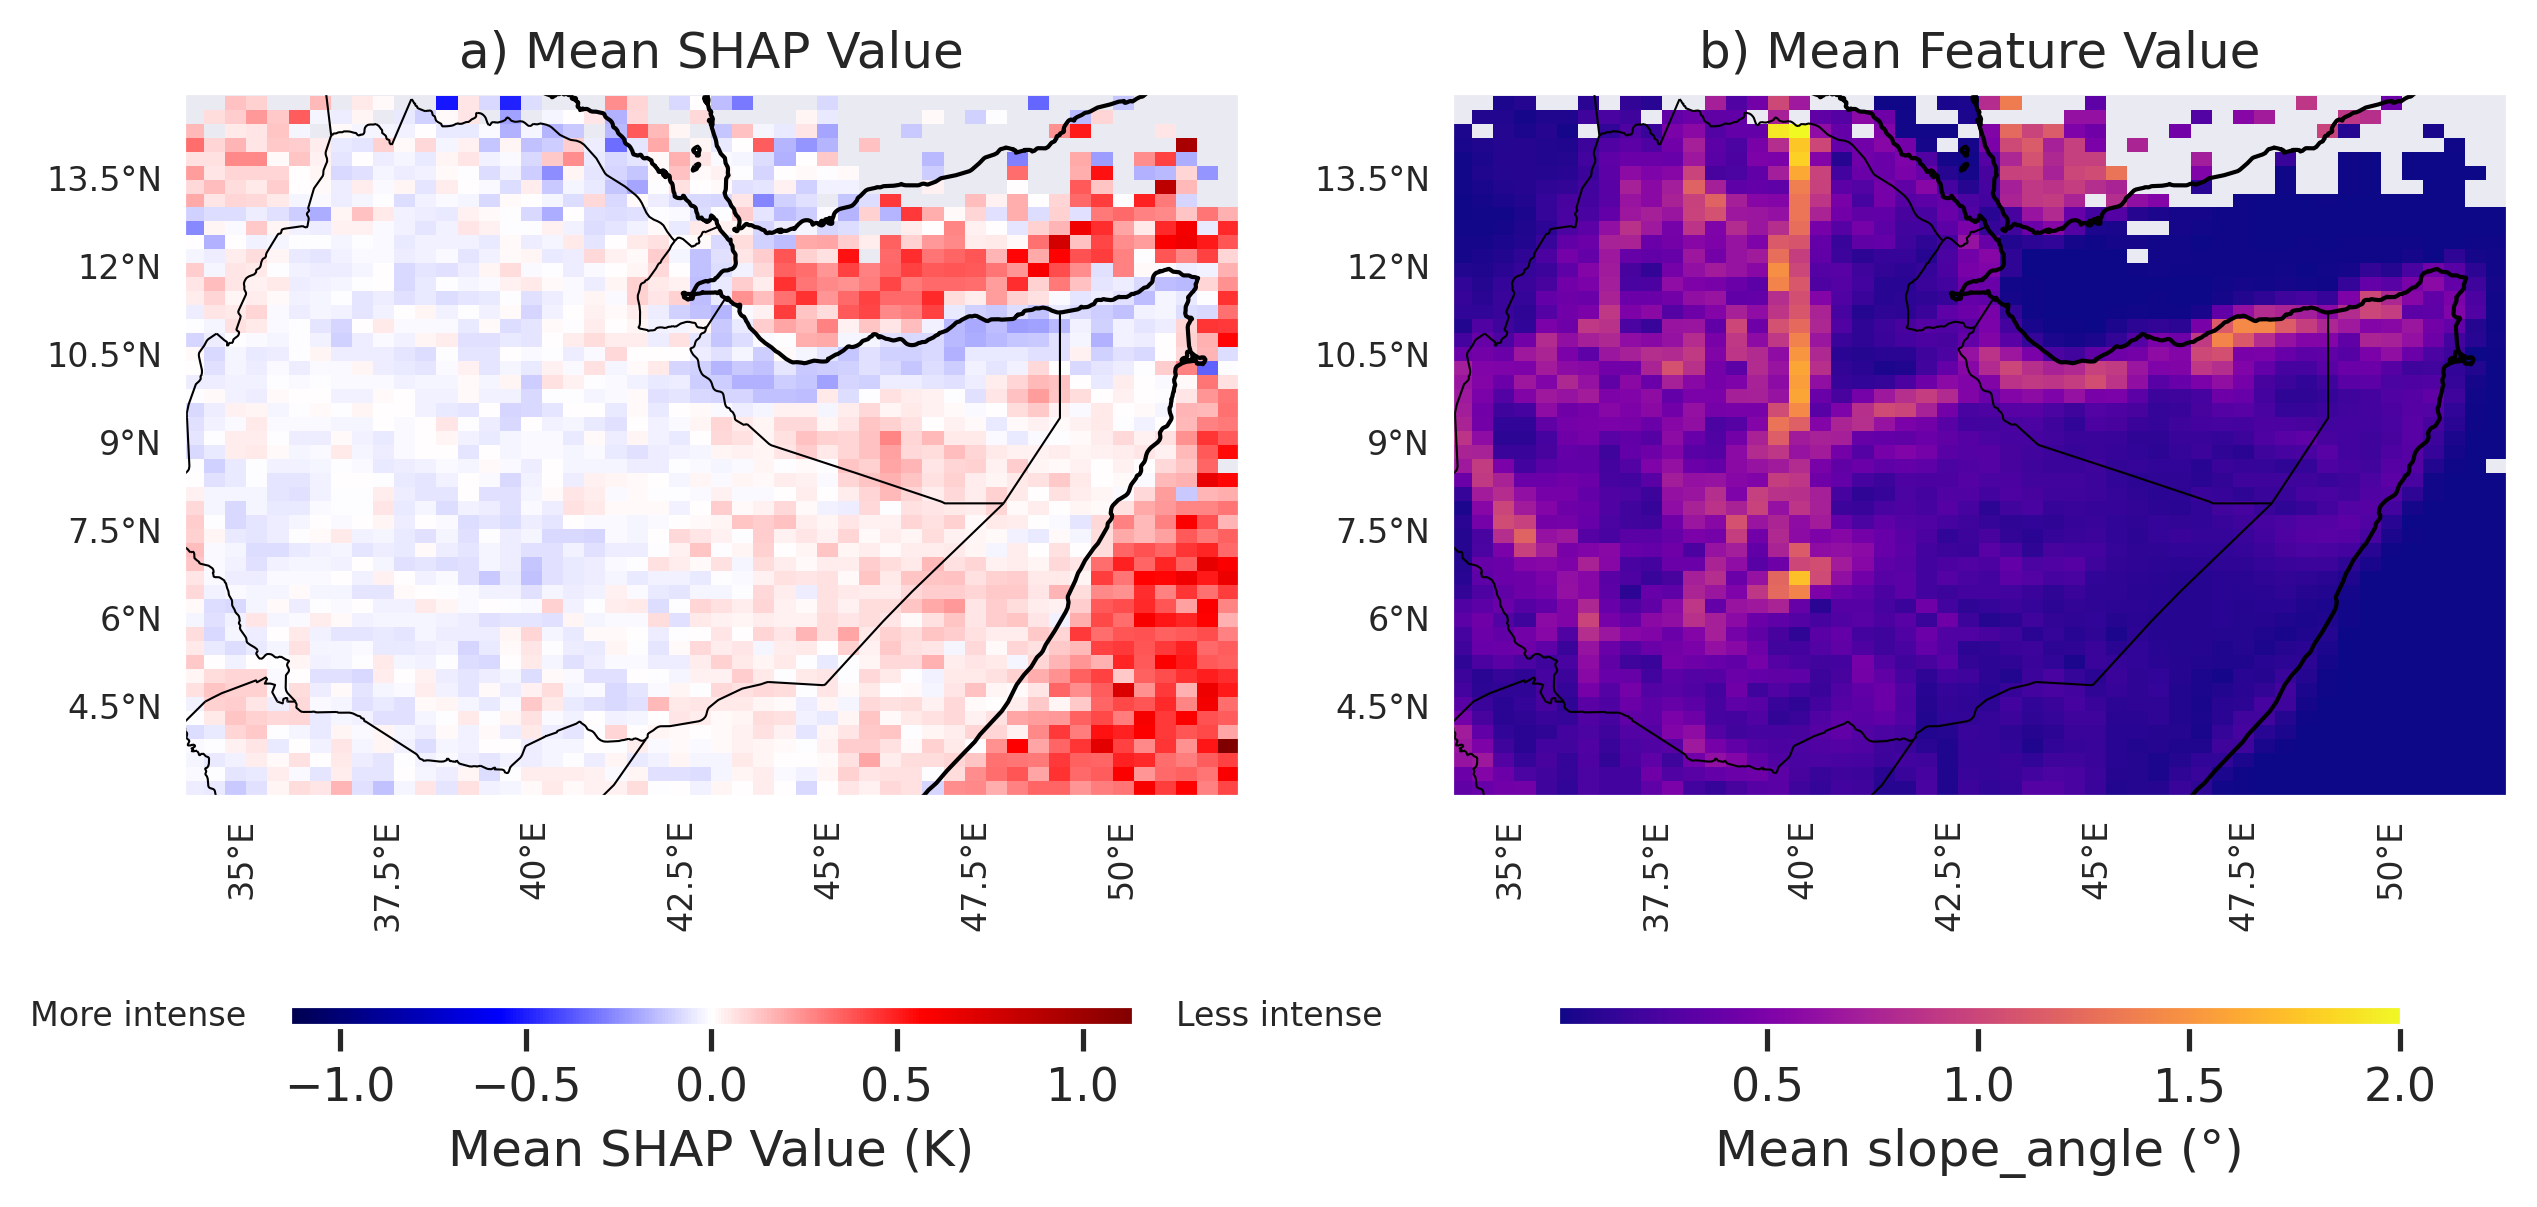 a) Mean SHAP Value
b) Mean Feature Value
13.5°N
12°N
10.5°N
9°N
7.5°N
6°N
4.5°N
35°E
37.5°E
40°E
42.5°E
45°E
47.5°E
50°E
13.5°N
12°N
10.5°N
9°N
7.5°N
6°N
4.5°N
35°E
37.5°E
40°E
42.5°E
45°E
47.5°E
50°E
More intense
Less intense
−1.0 −0.5 0.0 0.5 1.0
Mean SHAP Value (K)
0.5 1.0 1.5 2.0
Mean slope_angle (°)